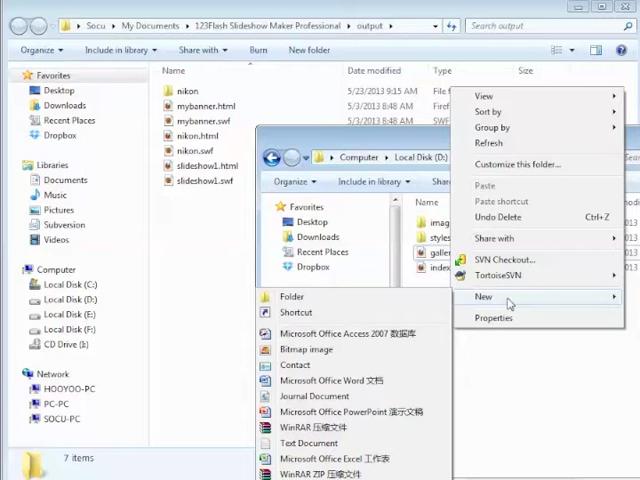 Socu ▸ My Documents ▸ 123Flash Slideshow Maker Professional ▸ output ▸
Search output
Organize
Include in library
Share with
Burn
New folder
Favorites
Desktop
Downloads
Recent Places
Dropbox
Libraries
Documents
Music
Pictures
Subversion
Videos
Computer
Local Disk (C:)
Local Disk (D:)
Local Disk (E:)
Local Disk (F:)
CD Drive (I:)
Network
HOOYOO-PC
PC-PC
SOCU-PC
Name
Date modified
Type
Size
nikon
5/23/2013 9:15 AM
File f
mybanner.html
5/3/2013 8:48 AM
Firef
mybanner.swf
5/3/2013 8:48 AM
SWF
nikon.html
nikon.swf
slideshow1.html
slideshow1.swf
7 items
Computer ▸ Local Disk (D:)
Organize
Include in library
Shar
Favorites
Desktop
Downloads
Recent Places
Dropbox
Name
imag
styles
galler
index
View
Sort by
Group by
Refresh
Customize this folder...
Paste
Paste shortcut
Undo Delete Ctrl+Z
Share with
SVN Checkout...
TortoiseSVN
New
Properties
Folder
Shortcut
Microsoft Office Access 2007 数据库
Bitmap image
Contact
Microsoft Office Word 文档
Journal Document
Microsoft Office PowerPoint 演示文稿
WinRAR 压缩文件
Text Document
Microsoft Office Excel 工作表
WinRAR ZIP 压缩文件